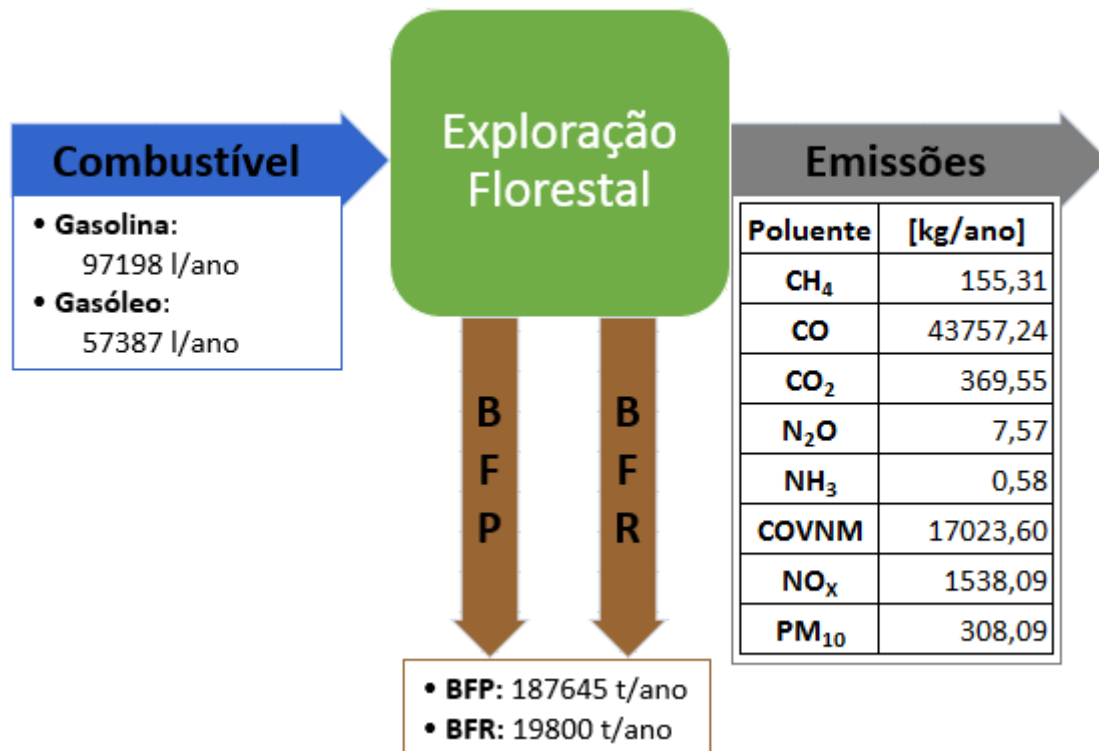 Exploração
Florestal
Combustível
• Gasolina:
97198 l/ano
• Gasóleo:
57387 l/ano
Emissões
Poluente [kg/ano]
CH₄ 155,31
CO 43757,24
CO₂ 369,55
N₂O 7,57
NH₃ 0,58
COVNM 17023,60
NOₓ 1538,09
PM₁₀ 308,09
B
F
P
B
F
R
• BFP: 187645 t/ano
• BFR: 19800 t/ano